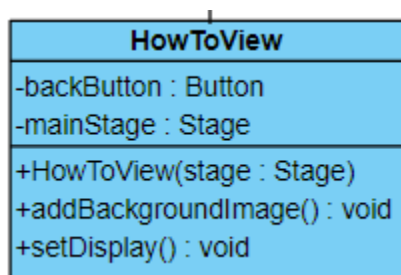 HowToView
-backButton : Button
-mainStage : Stage
+HowToView(stage : Stage)
+addBackgroundImage() : void
+setDisplay() : void